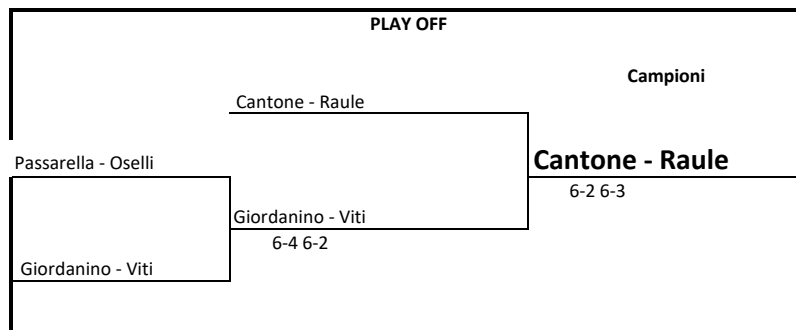 PLAY OFF
Campioni
Cantone - Raule
Passarella - Oselli
Cantone - Raule
6-2 6-3
Giordanino - Viti
6-4 6-2
Giordanino - Viti